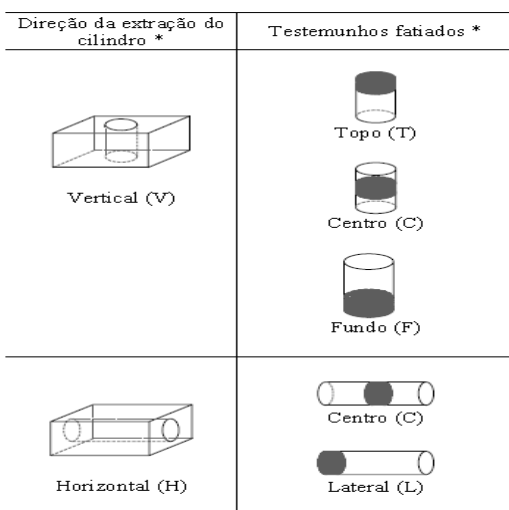 Direção da extração do
cilindro *
Testemunhos fatiados *
Vertical (V)
Topo (T)
Centro (C)
Fundo (F)
Horizontal (H)
Centro (C)
Lateral (L)